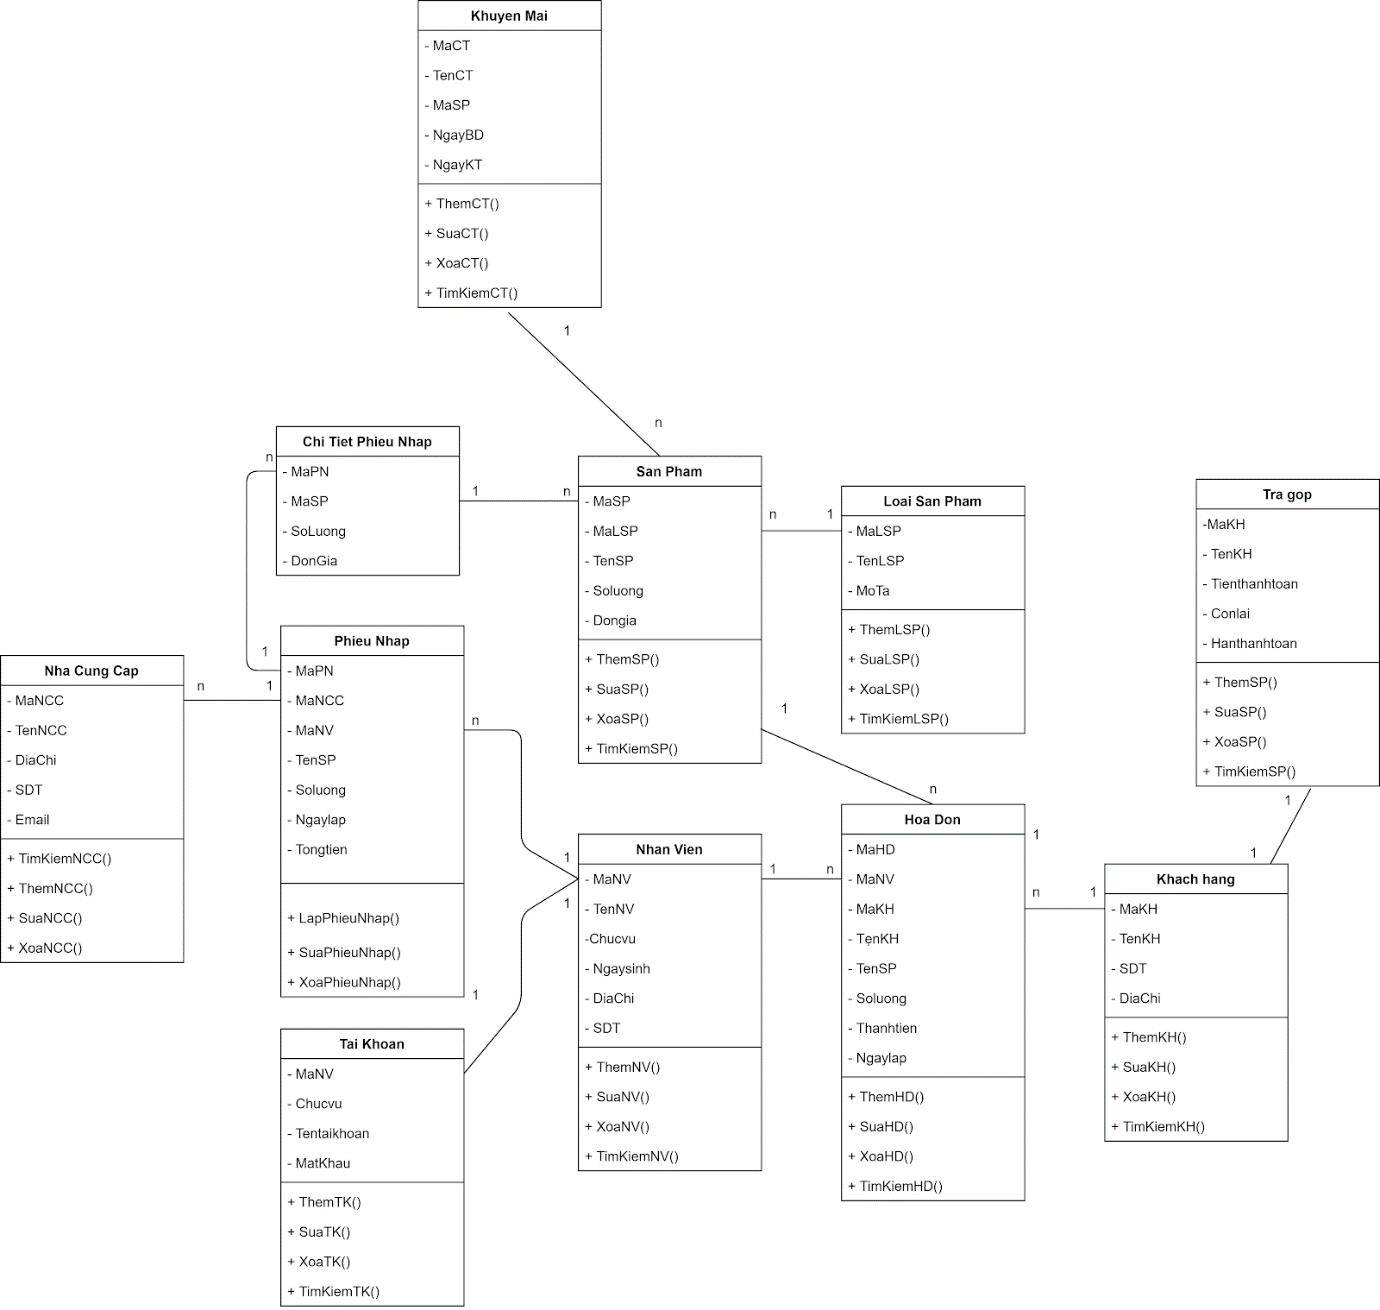 Khuyen Mai
- MaCT
- TenCT
- MaSP
- NgayBD
- NgayKT
+ ThemCT()
+ SuaCT()
+ XoaCT()
+ TimKiemCT()
1
n
Chi Tiet Phieu Nhap
- MaPN
- MaSP
- SoLuong
- DonGia
n
1
1
n
San Pham
- MaSP
- MaLSP
- TenSP
- Soluong
- Dongia
+ ThemSP()
+ SuaSP()
+ XoaSP()
+ TimKiemSP()
n
1
Loai San Pham
- MaLSP
- TenLSP
- MoTa
+ ThemLSP()
+ SuaLSP()
+ XoaLSP()
+ TimKiemLSP()
Tra gop
-MaKH
- TenKH
- Tienthanhtoan
- Conlai
- Hanthanhtoan
+ ThemSP()
+ SuaSP()
+ XoaSP()
+ TimKiemSP()
1
1
Nha Cung Cap
- MaNCC
- TenNCC
- DiaChi
- SDT
- Email
+ TimKiemNCC()
+ ThemNCC()
+ SuaNCC()
+ XoaNCC()
n
1
Phieu Nhap
- MaPN
- MaNCC
- MaNV
- TenSP
- Soluong
- Ngaylap
- Tongtien
+ LapPhieuNhap()
+ SuaPhieuNhap()
+ XoaPhieuNhap()
n
1
1
1
Tai Khoan
- MaNV
- Chucvu
- Tentaikhoan
- MatKhau
+ ThemTK()
+ SuaTK()
+ XoaTK()
+ TimKiemTK()
Nhan Vien
- MaNV
- TenNV
-Chucvu
- Ngaysinh
- DiaChi
- SDT
+ ThemNV()
+ SuaNV()
+ XoaNV()
+ TimKiemNV()
1
n
1
n
Hoa Don
- MaHD
- MaNV
- MaKH
- TenKH
- TenSP
- Soluong
- Thanhtien
- Ngaylap
+ ThemHD()
+ SuaHD()
+ XoaHD()
+ TimKiemHD()
1
n
1
Khach hang
- MaKH
- TenKH
- SDT
- DiaChi
+ ThemKH()
+ SuaKH()
+ XoaKH()
+ TimKiemKH()